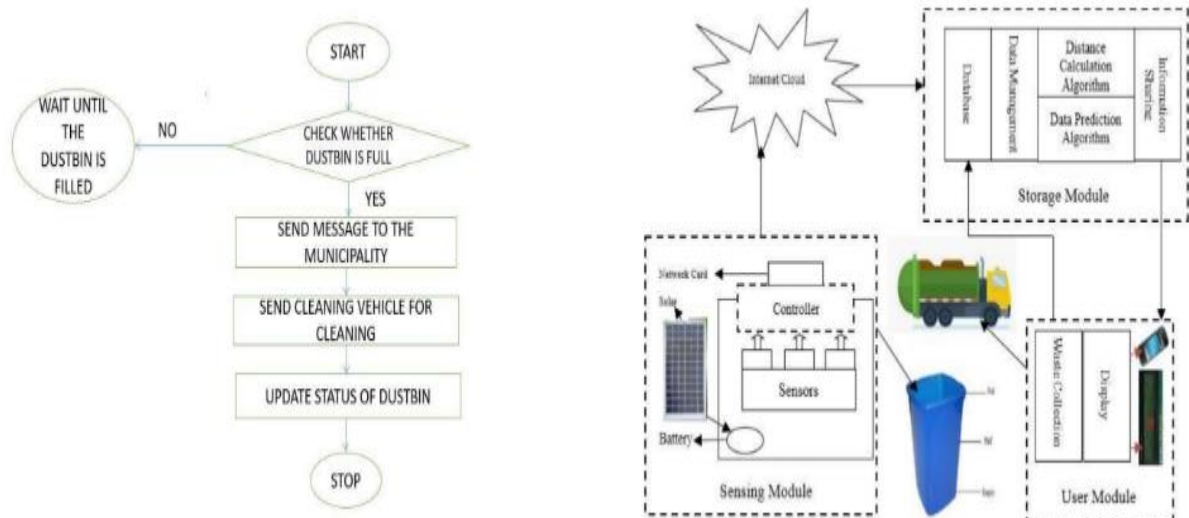 START
WAIT UNTIL
THE
DUSTBIN IS
FILLED
NO
CHECK WHETHER
DUSTBIN IS FULL
YES
SEND MESSAGE TO THE
MUNICIPALITY
SEND CLEANING VEHICLE FOR
CLEANING
UPDATE STATUS OF DUSTBIN
STOP
Internet Cloud
Database
Data Management
Distance
Calculation
Algorithm
Data Prediction
Algorithm
Information
Sharing
Storage Module
Network Card
Solar
Controller
Sensors
Battery
Sensing Module
Full
Half
Empty
Waste Collection
Display
User Module